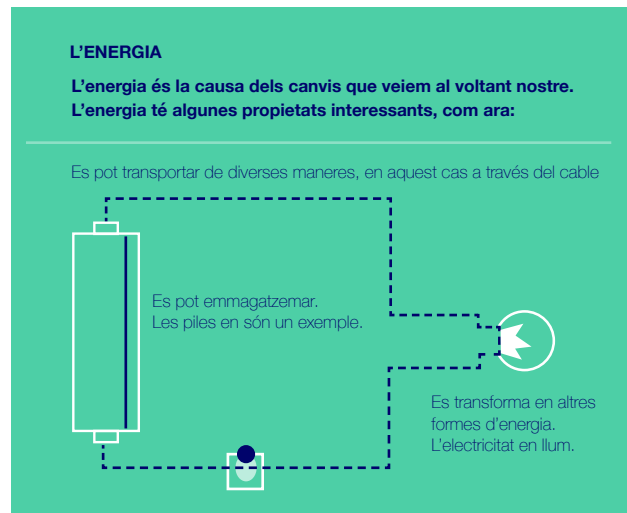 L’ENERGIA
L’energia és la causa dels canvis que veiem al voltant nostre.
L’energia té algunes propietats interessants, com ara:
Es pot transportar de diverses maneres, en aquest cas a través del cable
Es pot emmagatzemar.
Les piles en són un exemple.
Es transforma en altres
formes d’energia.
L’electricitat en llum.